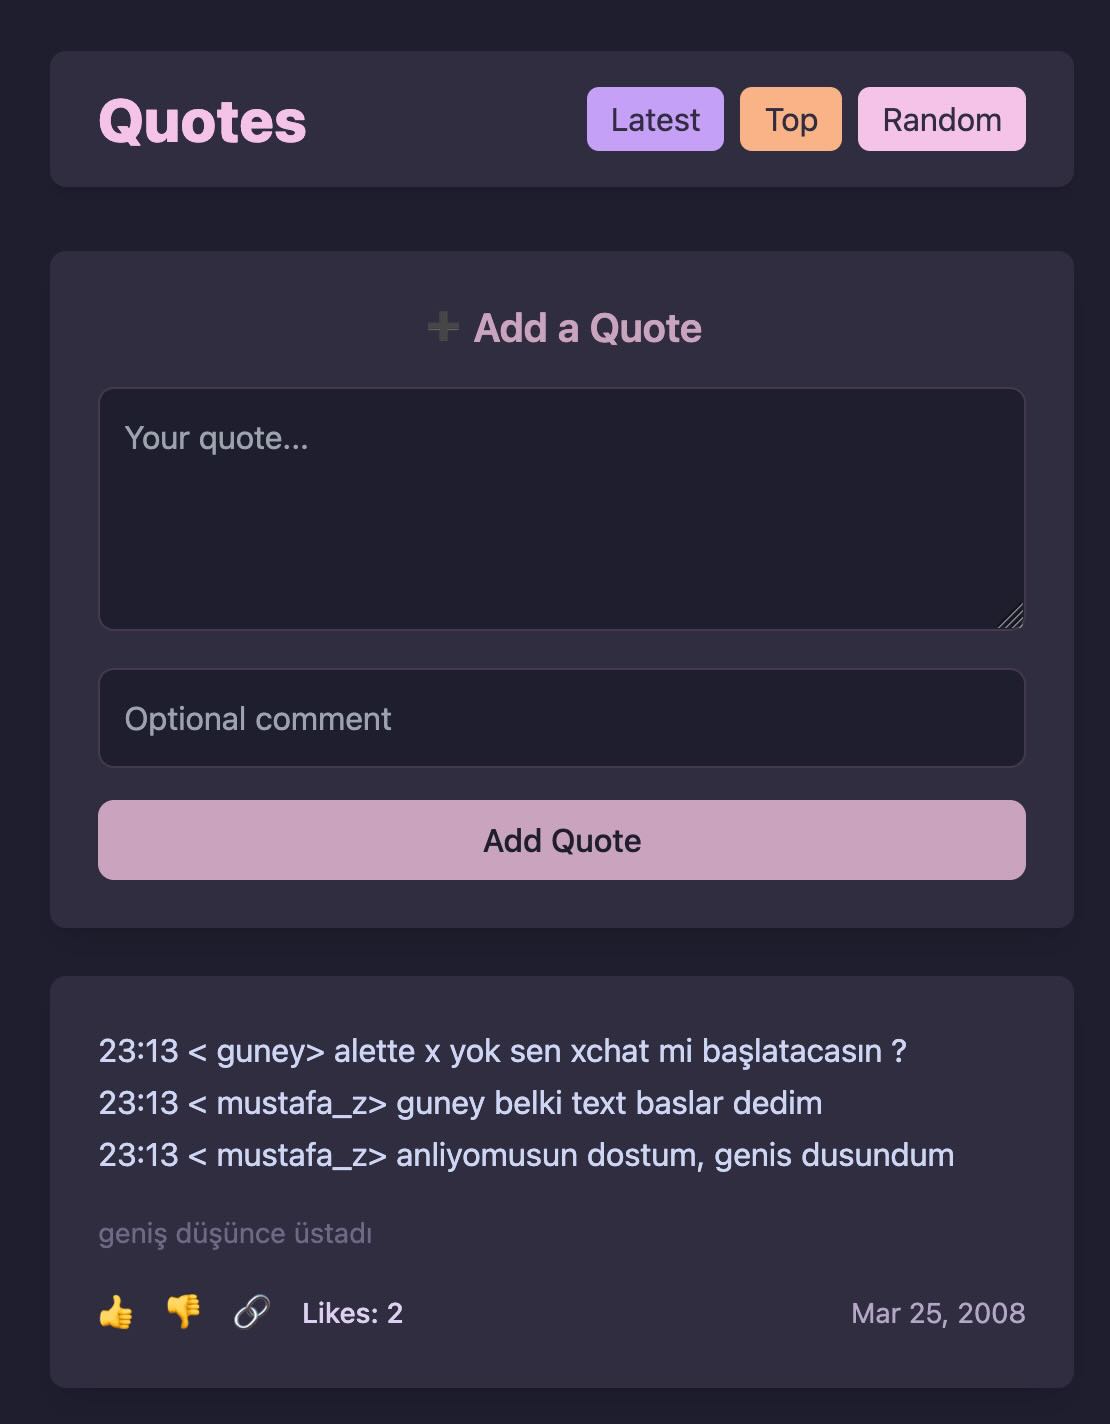 Quotes
Latest
Top
Random
➕ Add a Quote
Your quote...
Optional comment
Add Quote
23:13 < guney> alette x yok sen xchat mi başlatacasın ?
23:13 < mustafa_z> guney belki text baslar dedim
23:13 < mustafa_z> anliyomusun dostum, genis dusundum
geniş düşünce üstadı
👍 👎 🔗 Likes: 2
Mar 25, 2008